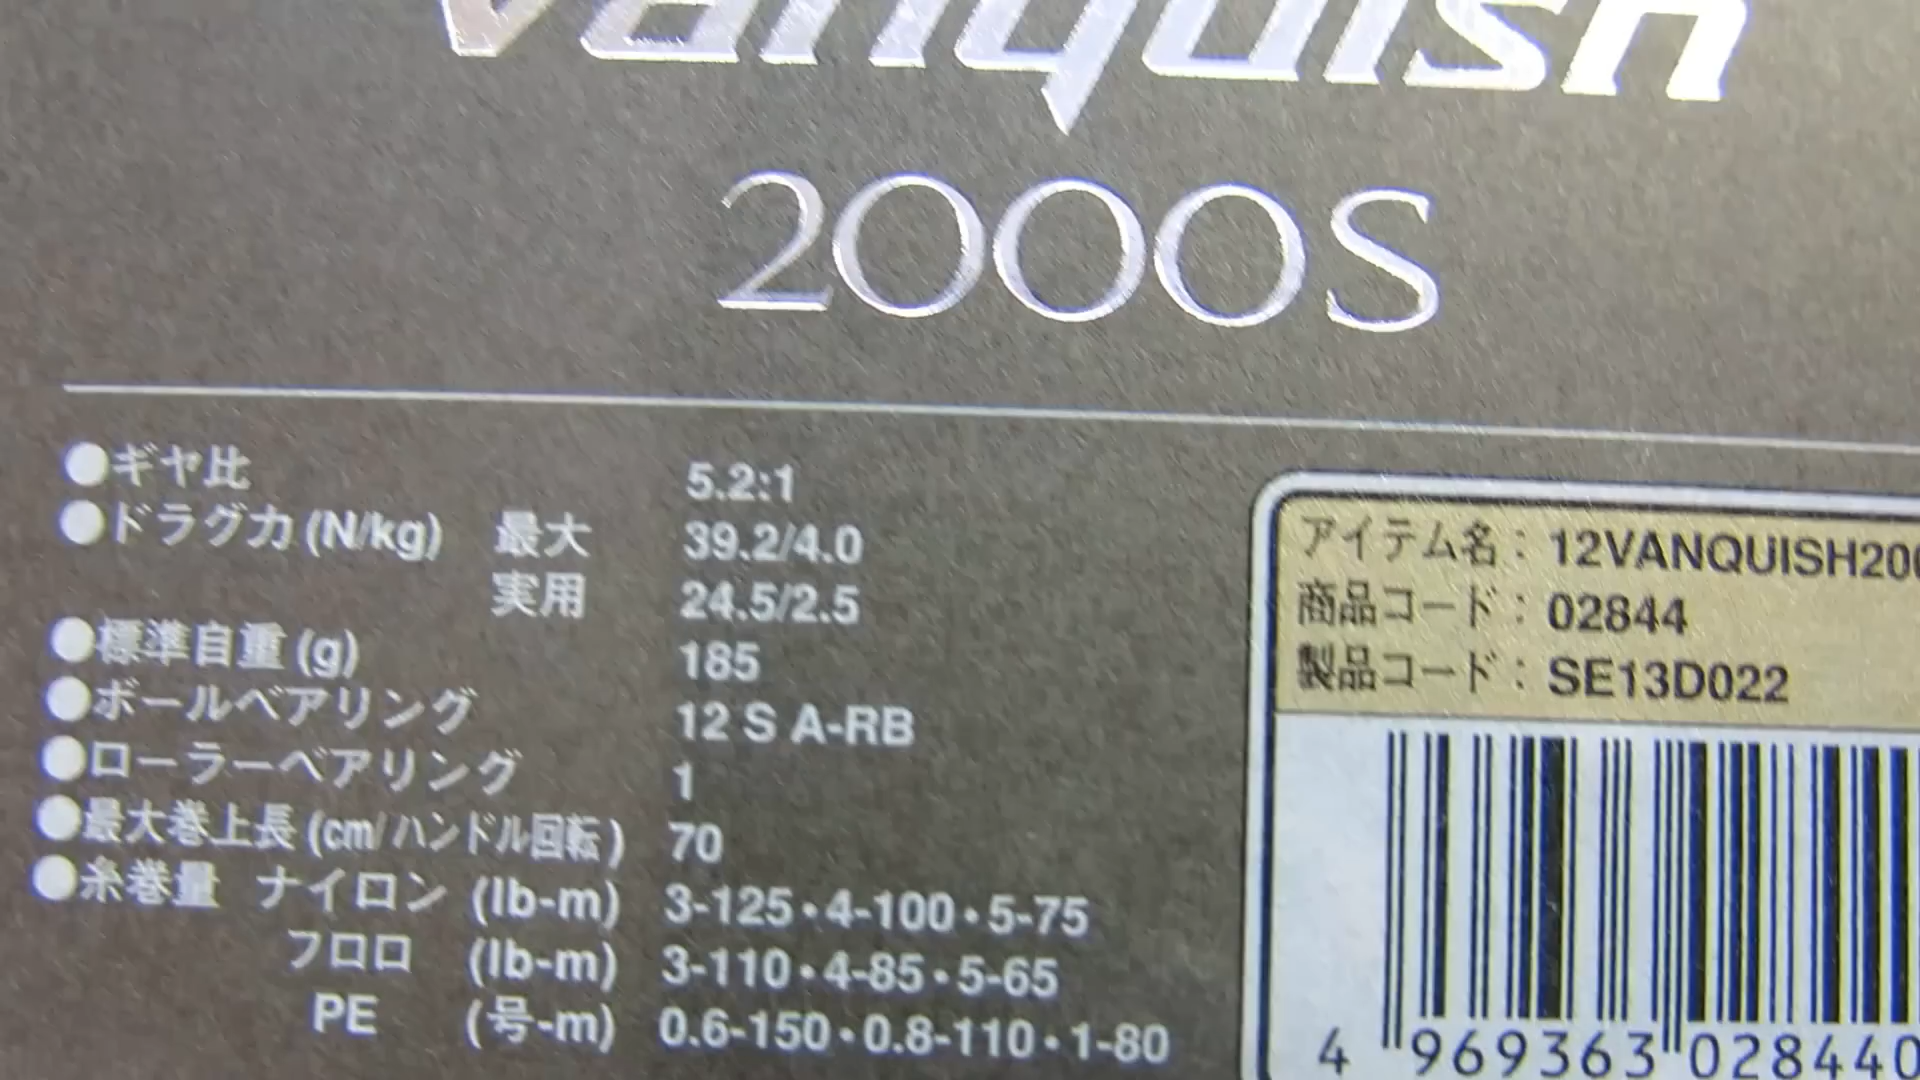 Vanquish
2000S
●ギヤ比 5.2:1
●ドラグ力(N/kg) 最大 39.2/4.0
実用 24.5/2.5
●標準自重(g) 185
●ボールベアリング 12 S A-RB
●ローラーベアリング 1
●最大巻上長(cm/ハンドル回転) 70
●糸巻量 ナイロン (lb-m) 3-125・4-100・5-75
フロロ (lb-m) 3-110・4-85・5-65
PE (号-m) 0.6-150・0.8-110・1-80
アイテム名：12VANQUISH200
商品コード：02844
製品コード：SE13D022
4 969363 028440